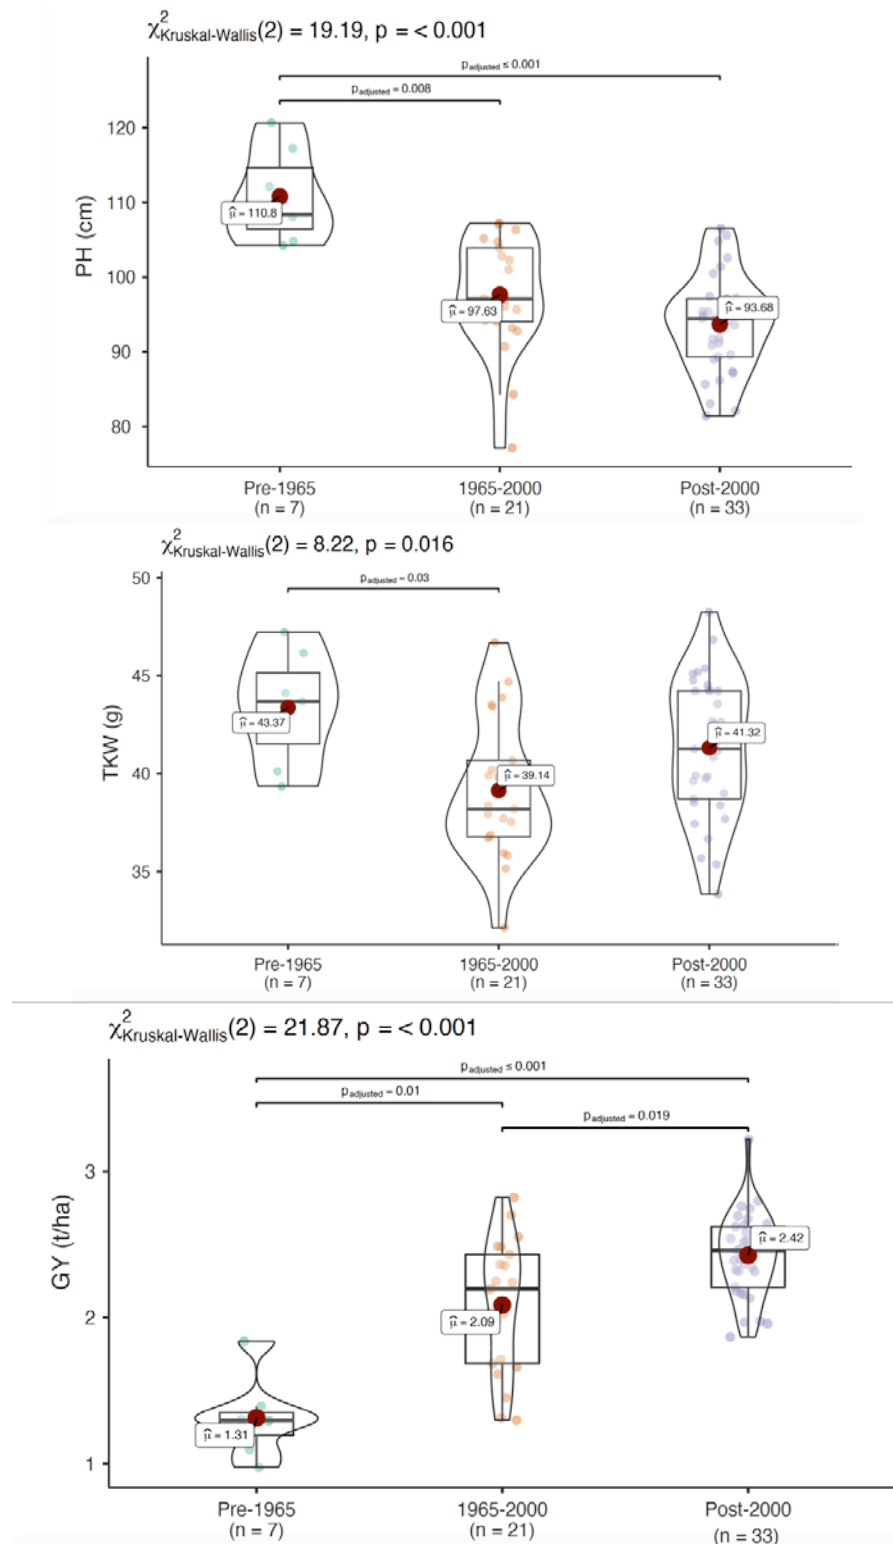 χ²Kruskal-Wallis(2) = 19.19, p = < 0.001
padjusted ≤ 0.001
padjusted = 0.008
120
110
100
90
80
PH (cm)
μ̂ = 110.8
μ̂ = 97.63
μ̂ = 93.68
Pre-1965 1965-2000 Post-2000
(n = 7) (n = 21) (n = 33)
χ²Kruskal-Wallis(2) = 8.22, p = 0.016
padjusted = 0.03
50
45
40
35
TKW (g)
μ̂ = 43.37
μ̂ = 39.14
μ̂ = 41.32
Pre-1965 1965-2000 Post-2000
(n = 7) (n = 21) (n = 33)
χ²Kruskal-Wallis(2) = 21.87, p = < 0.001
padjusted ≤ 0.001
padjusted = 0.01
padjusted = 0.019
3
2
1
GY (t/ha)
μ̂ = 1.31
μ̂ = 2.09
μ̂ = 2.42
Pre-1965 1965-2000 Post-2000
(n = 7) (n = 21) (n = 33)